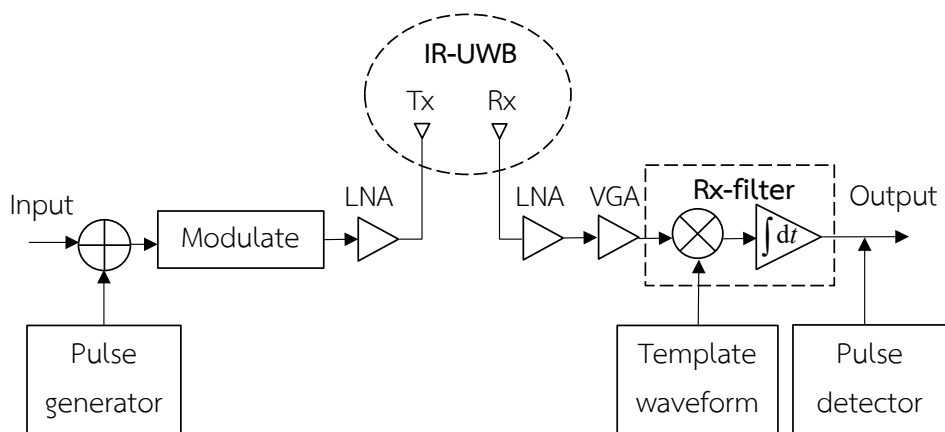 IR-UWB
Tx
Rx
LNA
LNA
VGA
Rx-filter
Input
Modulate
∫dt
Output
Pulse
generator
Template
waveform
Pulse
detector